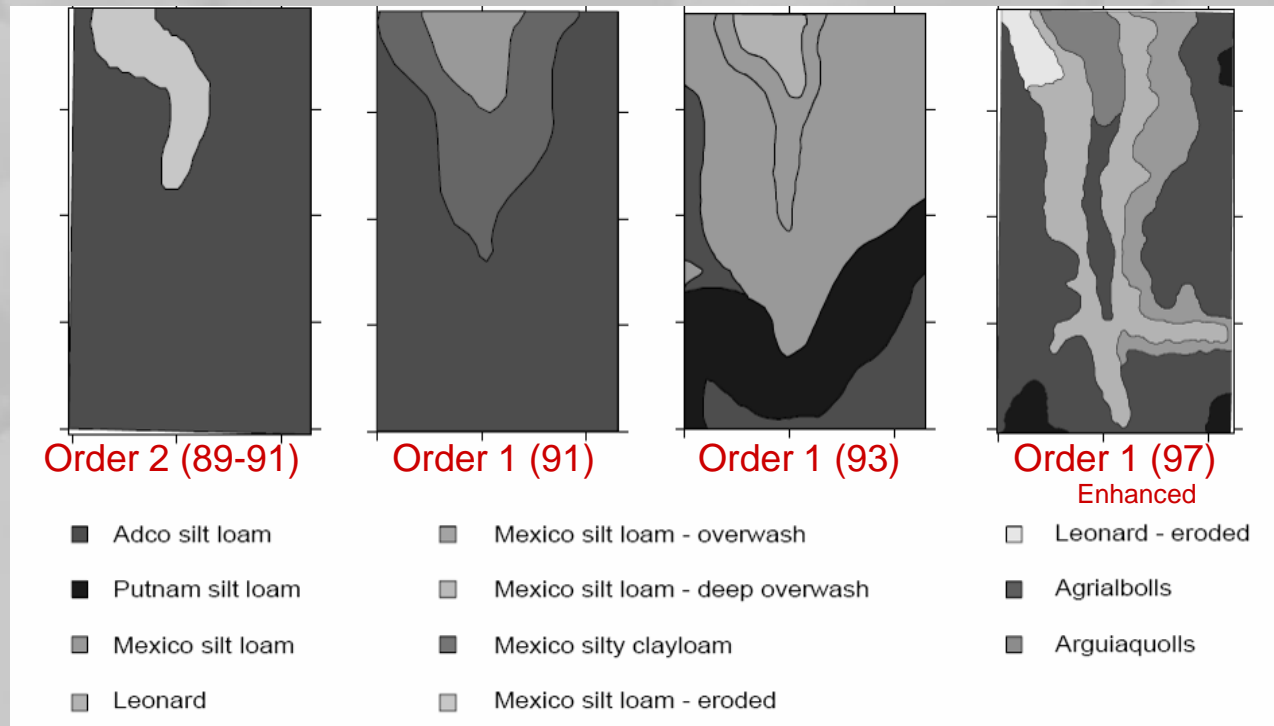 Order 2 (89-91)
Order 1 (91)
Order 1 (93)
Order 1 (97)
Enhanced
Adco silt loam
Putnam silt loam
Mexico silt loam
Leonard
Mexico silt loam - overwash
Mexico silt loam - deep overwash
Mexico silty clayloam
Mexico silt loam - eroded
Leonard - eroded
Agrialbolls
Arguiaquolls